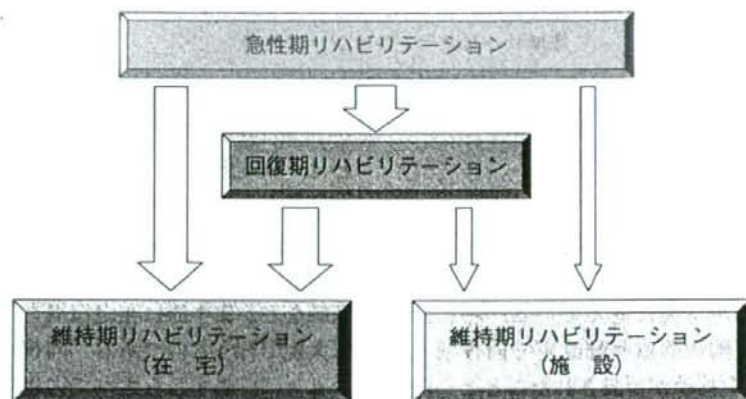 急性期リハビリテーション
回復期リハビリテーション
維持期リハビリテーション
(在　宅)
維持期リハビリテーション
(施　設)